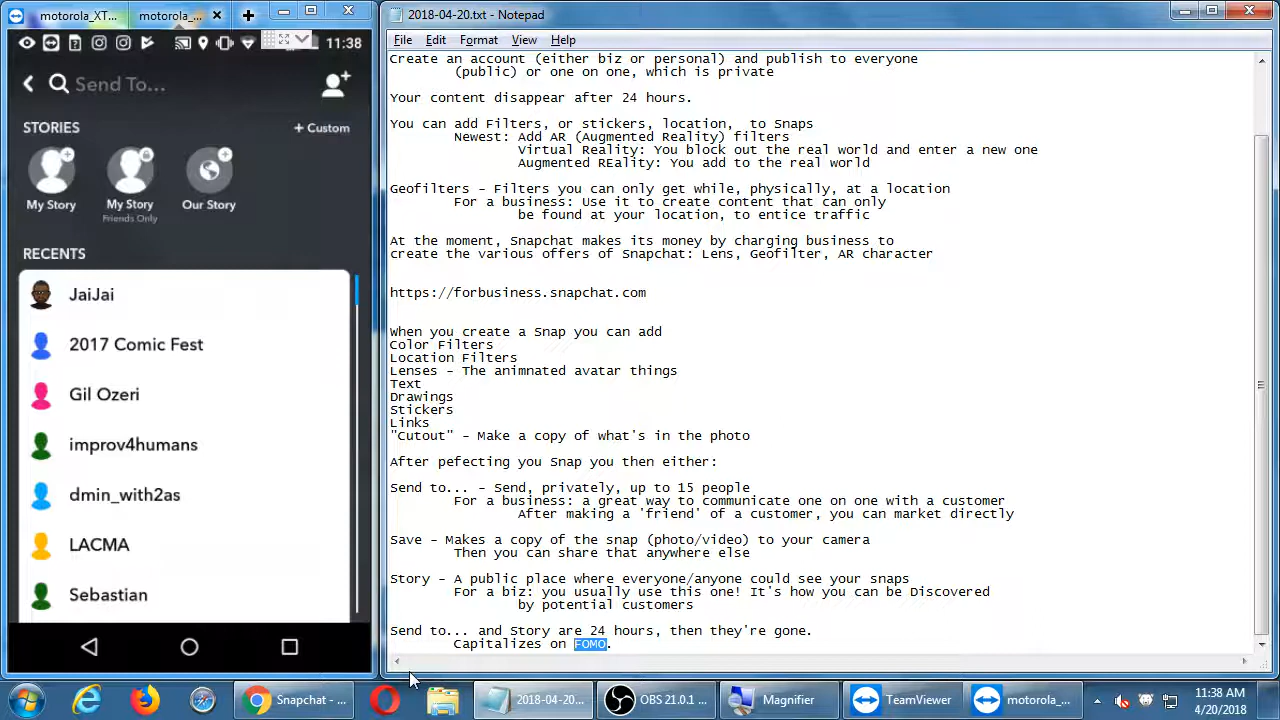 motorola_XT...
motorola_...
11:38
Send To...
STORIES
+ Custom
My Story
My Story
Our Story
Friends Only
RECENTS
JaiJai
2017 Comic Fest
Gil Ozeri
improv4humans
dmin_with2as
LACMA
Sebastian
2018-04-20.txt - Notepad
File Edit Format View Help
Create an account (either biz or personal) and publish to everyone
(public) or one on one, which is private
Your content disappear after 24 hours.
You can add Filters, or stickers, location, to Snaps
Newest: Add AR (Augmented Reality) filters
Virtual Reality: You block out the real world and enter a new one
Augmented REality: You add to the real world
Geofilters - Filters you can only get while, physically, at a location
For a business: Use it to create content that can only
be found at your location, to entice traffic
At the moment, Snapchat makes its money by charging business to
create the various offers of Snapchat: Lens, Geofilter, AR character
https://forbusiness.snapchat.com
When you create a Snap you can add
Color Filters
Location Filters
Lenses - The animnated avatar things
Text
Drawings
Stickers
Links
"Cutout" - Make a copy of what's in the photo
After pefecting you Snap you then either:
Send to... - Send, privately, up to 15 people
For a business: a great way to communicate one on one with a customer
After making a 'friend' of a customer, you can market directly
Save - Makes a copy of the snap (photo/video) to your camera
Then you can share that anywhere else
Story - A public place where everyone/anyone could see your snaps
For a biz: you usually use this one! It's how you can be Discovered
by potential customers
Send to... and Story are 24 hours, then they're gone.
Capitalizes on FOMO.
Snapchat - ...
2018-04-20...
OBS 21.0.1 ...
Magnifier
TeamViewer
motorola_...
11:38 AM
4/20/2018